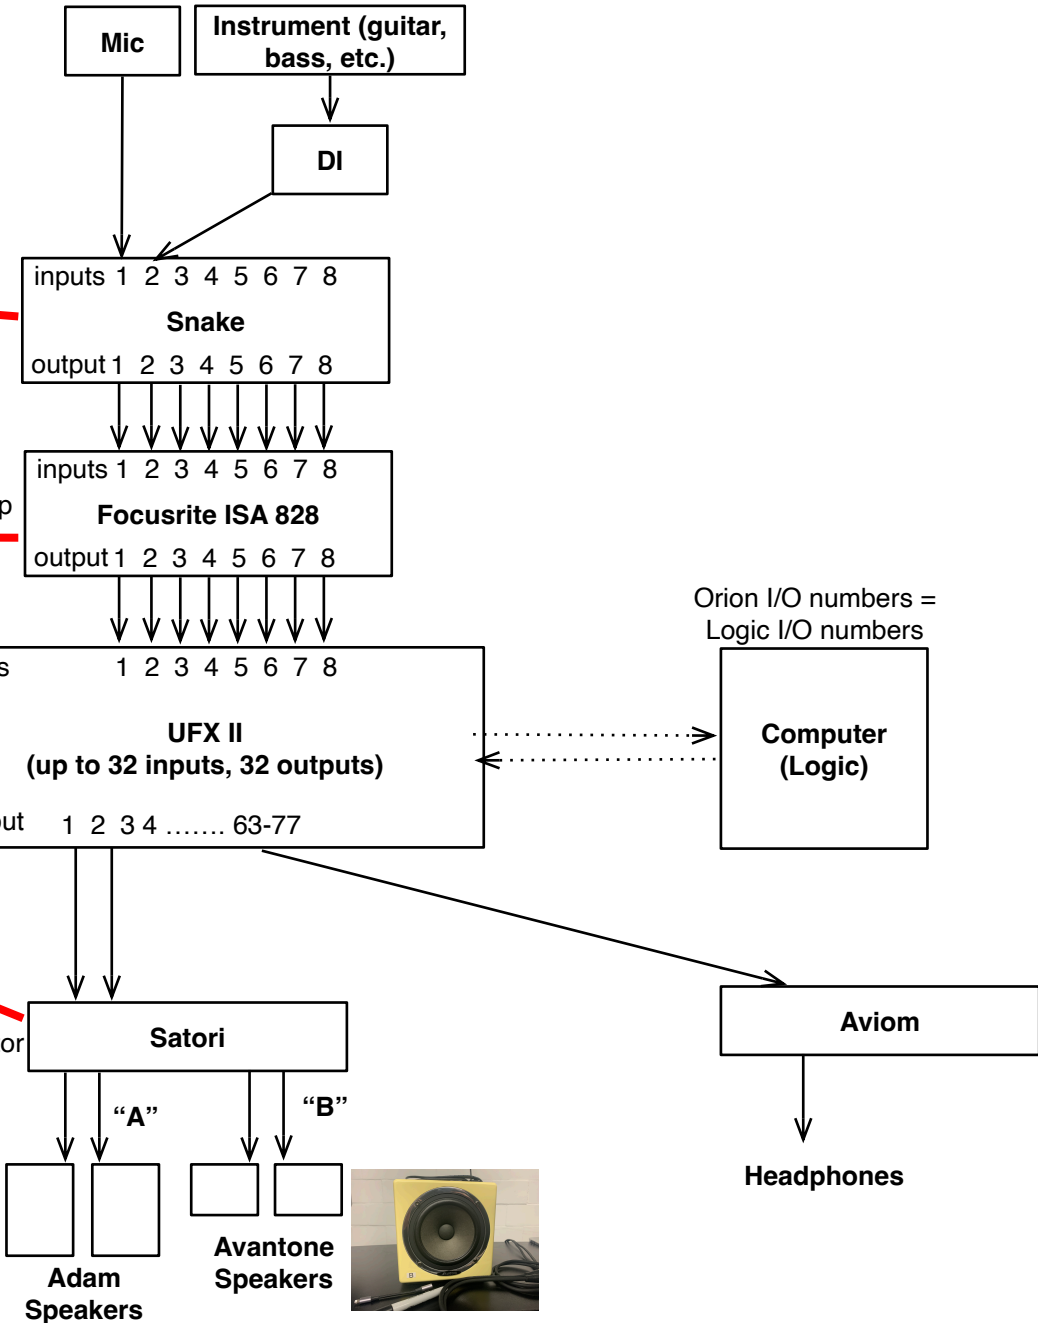 Mic
Instrument (guitar,
bass, etc.)
DI
inputs 1 2 3 4 5 6 7 8
Snake
output 1 2 3 4 5 6 7 8
inputs 1 2 3 4 5 6 7 8
p
Focusrite ISA 828
output 1 2 3 4 5 6 7 8
Orion I/O numbers =
Logic I/O numbers
s 1 2 3 4 5 6 7 8
UFX II
(up to 32 inputs, 32 outputs)
Computer
(Logic)
out 1 2 3 4 ....... 63-77
Satori
or
Aviom
“A”
“B”
Headphones
Avantone
Speakers
Adam
Speakers